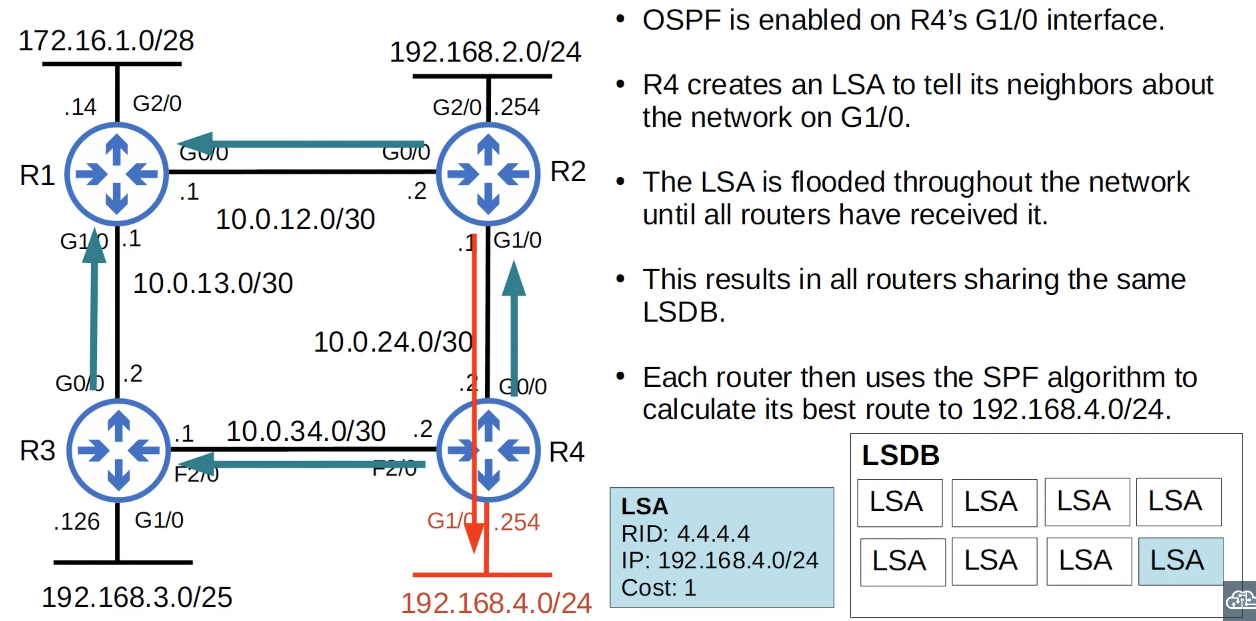 172.16.1.0/28
192.168.2.0/24
.14 G2/0
G2/0 .254
R1
G0/0
G0/0
R2
.1
.2
10.0.12.0/30
G1/0 .1
.1 G1/0
10.0.13.0/30
10.0.24.0/30
G0/0 .2
.2 G0/0
R3
.1
10.0.34.0/30
.2
R4
F2/0
F2/0
.126 G1/0
G1/0 .254
192.168.3.0/25
192.168.4.0/24
• OSPF is enabled on R4's G1/0 interface.
• R4 creates an LSA to tell its neighbors about
the network on G1/0.
• The LSA is flooded throughout the network
until all routers have received it.
• This results in all routers sharing the same
LSDB.
• Each router then uses the SPF algorithm to
calculate its best route to 192.168.4.0/24.
LSA
RID: 4.4.4.4
IP: 192.168.4.0/24
Cost: 1
LSDB
LSA LSA LSA LSA
LSA LSA LSA LSA